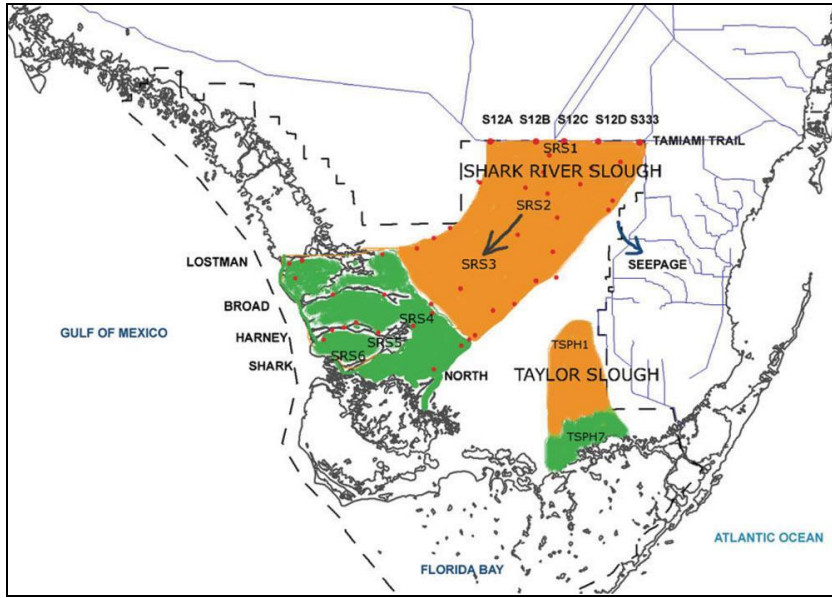 S12A S12B S12C S12D S333
TAMIAMI TRAIL
SRS1
SHARK RIVER SLOUGH
SRS2
SRS3
SEEPAGE
LOSTMAN
BROAD
SRS4
GULF OF MEXICO
HARNEY
SRS5
TSPH1
SRS6
SHARK
NORTH
TAYLOR SLOUGH
TSPH7
ATLANTIC OCEAN
FLORIDA BAY